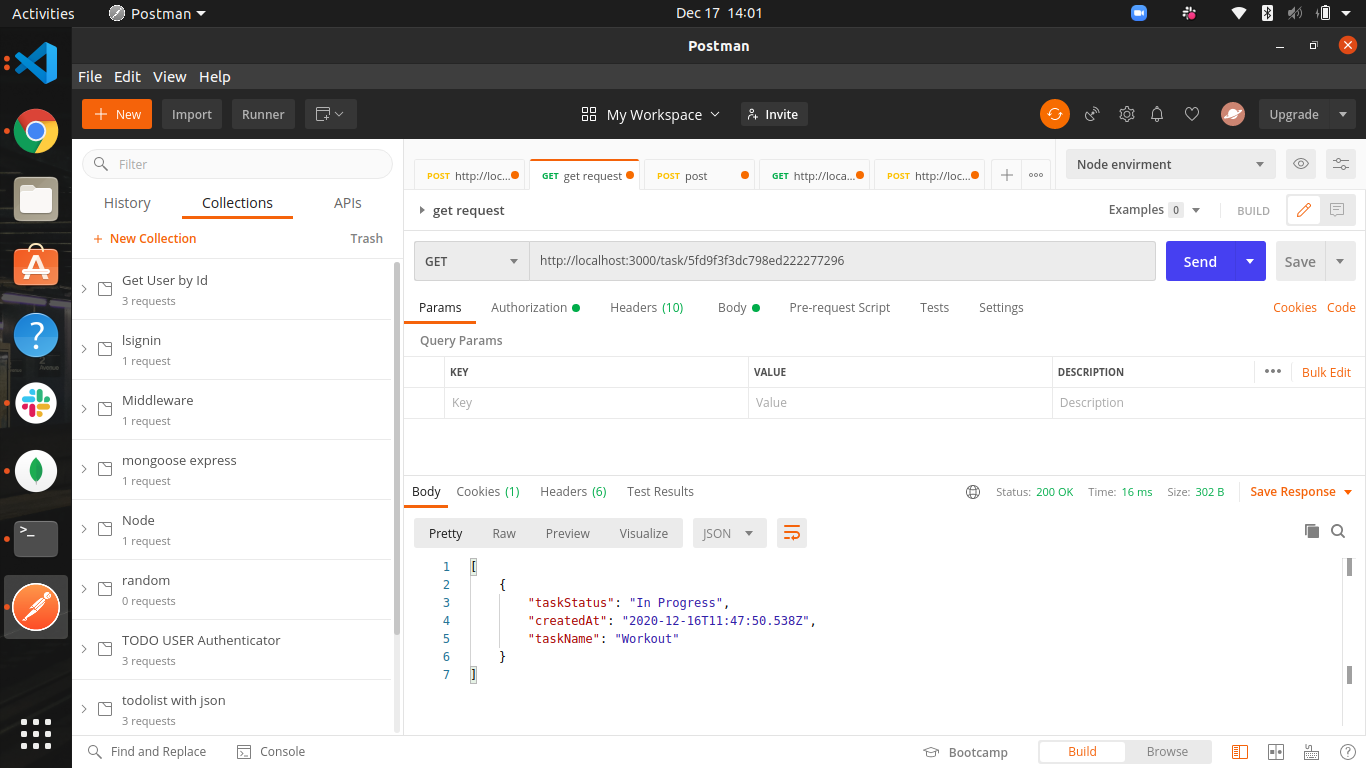 Activities Postman Dec 17 14:01
Postman
File Edit View Help
New Import Runner My Workspace Invite Upgrade
Filter
History Collections APIs
+ New Collection Trash
Get User by Id
3 requests
lsignin
1 request
Middleware
1 request
mongoose express
1 request
Node
1 request
random
0 requests
TODO USER Authenticator
3 requests
todolist with json
3 requests
POST http://loc... GET get request POST post GET http://loca... POST http://loc... Node envirment
get request Examples 0 BUILD
GET http://localhost:3000/task/5fd9f3f3dc798ed222277296 Send Save
Params Authorization Headers (10) Body Pre-request Script Tests Settings Cookies Code
Query Params
KEY VALUE DESCRIPTION Bulk Edit
Key Value Description
Body Cookies (1) Headers (6) Test Results Status: 200 OK Time: 16 ms Size: 302 B Save Response
Pretty Raw Preview Visualize JSON
1 [
2 {
3 "taskStatus": "In Progress",
4 "createdAt": "2020-12-16T11:47:50.538Z",
5 "taskName": "Workout"
6 }
7 ]
Find and Replace Console Bootcamp Build Browse